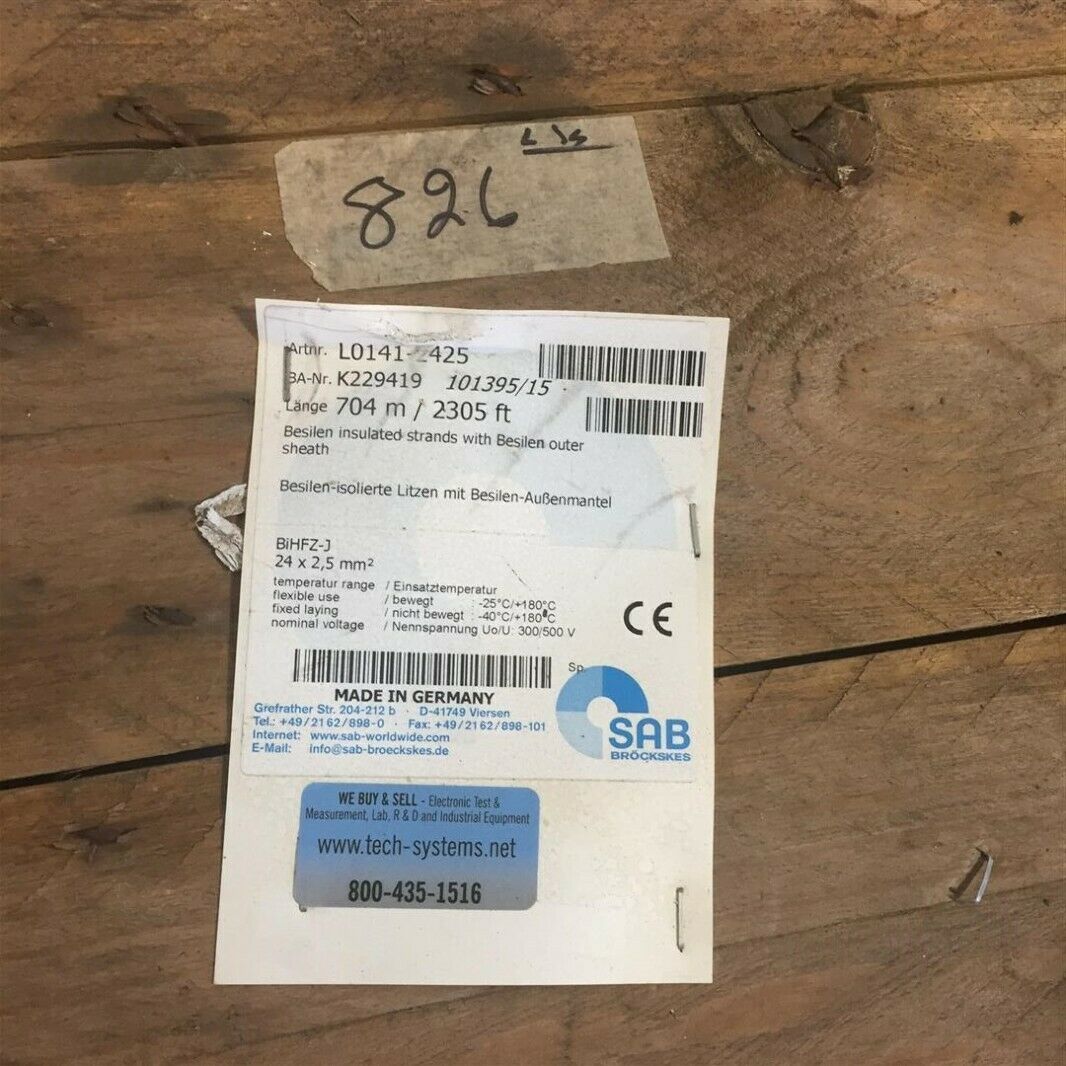 Lbs
826
Artnr. L0141-2425
BA-Nr. K229419 101395/15
Länge 704 m / 2305 ft
Besilen insulated strands with Besilen outer
sheath
Besilen-isolierte Litzen mit Besilen-Außenmantel
BiHFZ-J
24 x 2,5 mm²
temperatur range / Einsatztemperatur
flexible use / bewegt : -25°C/+180°C
fixed laying / nicht bewegt : -40°C/+180°C
nominal voltage / Nennspannung Uo/U: 300/500 V
CE
Sp.
MADE IN GERMANY
Grefrather Str. 204-212 b · D-41749 Viersen
Tel.: +49/2162/898-0 · Fax: +49/2162/898-101
Internet: www.sab-worldwide.com
E-Mail: info@sab-broeckskes.de
SAB
BRÖCKSKES
WE BUY & SELL - Electronic Test &
Measurement, Lab, R & D and Industrial Equipment
www.tech-systems.net
800-435-1516